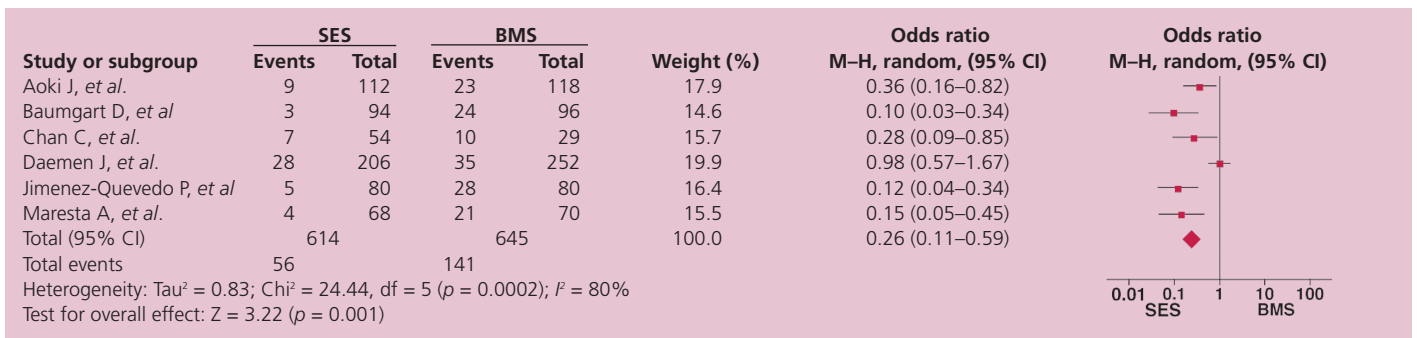 SES BMS Odds ratio Odds ratio
Study or subgroup Events Total Events Total Weight (%) M–H, random, (95% CI) M–H, random, (95% CI)
Aoki J, et al. 9 112 23 118 17.9 0.36 (0.16–0.82)
Baumgart D, et al 3 94 24 96 14.6 0.10 (0.03–0.34)
Chan C, et al. 7 54 10 29 15.7 0.28 (0.09–0.85)
Daemen J, et al. 28 206 35 252 19.9 0.98 (0.57–1.67)
Jimenez-Quevedo P, et al 5 80 28 80 16.4 0.12 (0.04–0.34)
Maresta A, et al. 4 68 21 70 15.5 0.15 (0.05–0.45)
Total (95% CI) 614 645 100.0 0.26 (0.11–0.59)
Total events 56 141
Heterogeneity: Tau² = 0.83; Chi² = 24.44, df = 5 (p = 0.0002); I² = 80%
Test for overall effect: Z = 3.22 (p = 0.001)
0.01 0.1 1 10 100
SES BMS